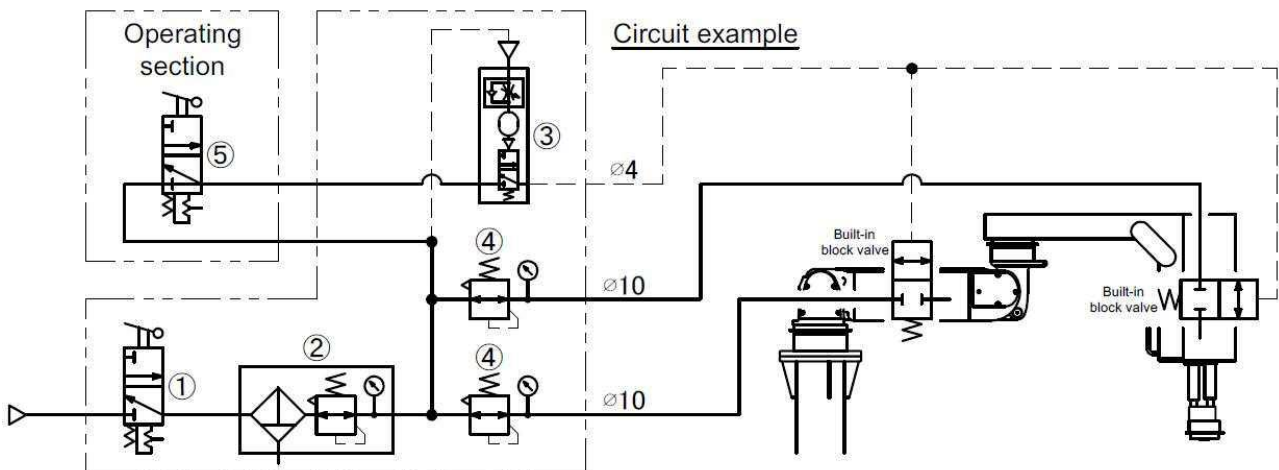 Operating
section
Circuit example
③
⑤
⌀4
④
Built-in
block valve
⌀10
Built-in
block valve
②
④
①
⌀10